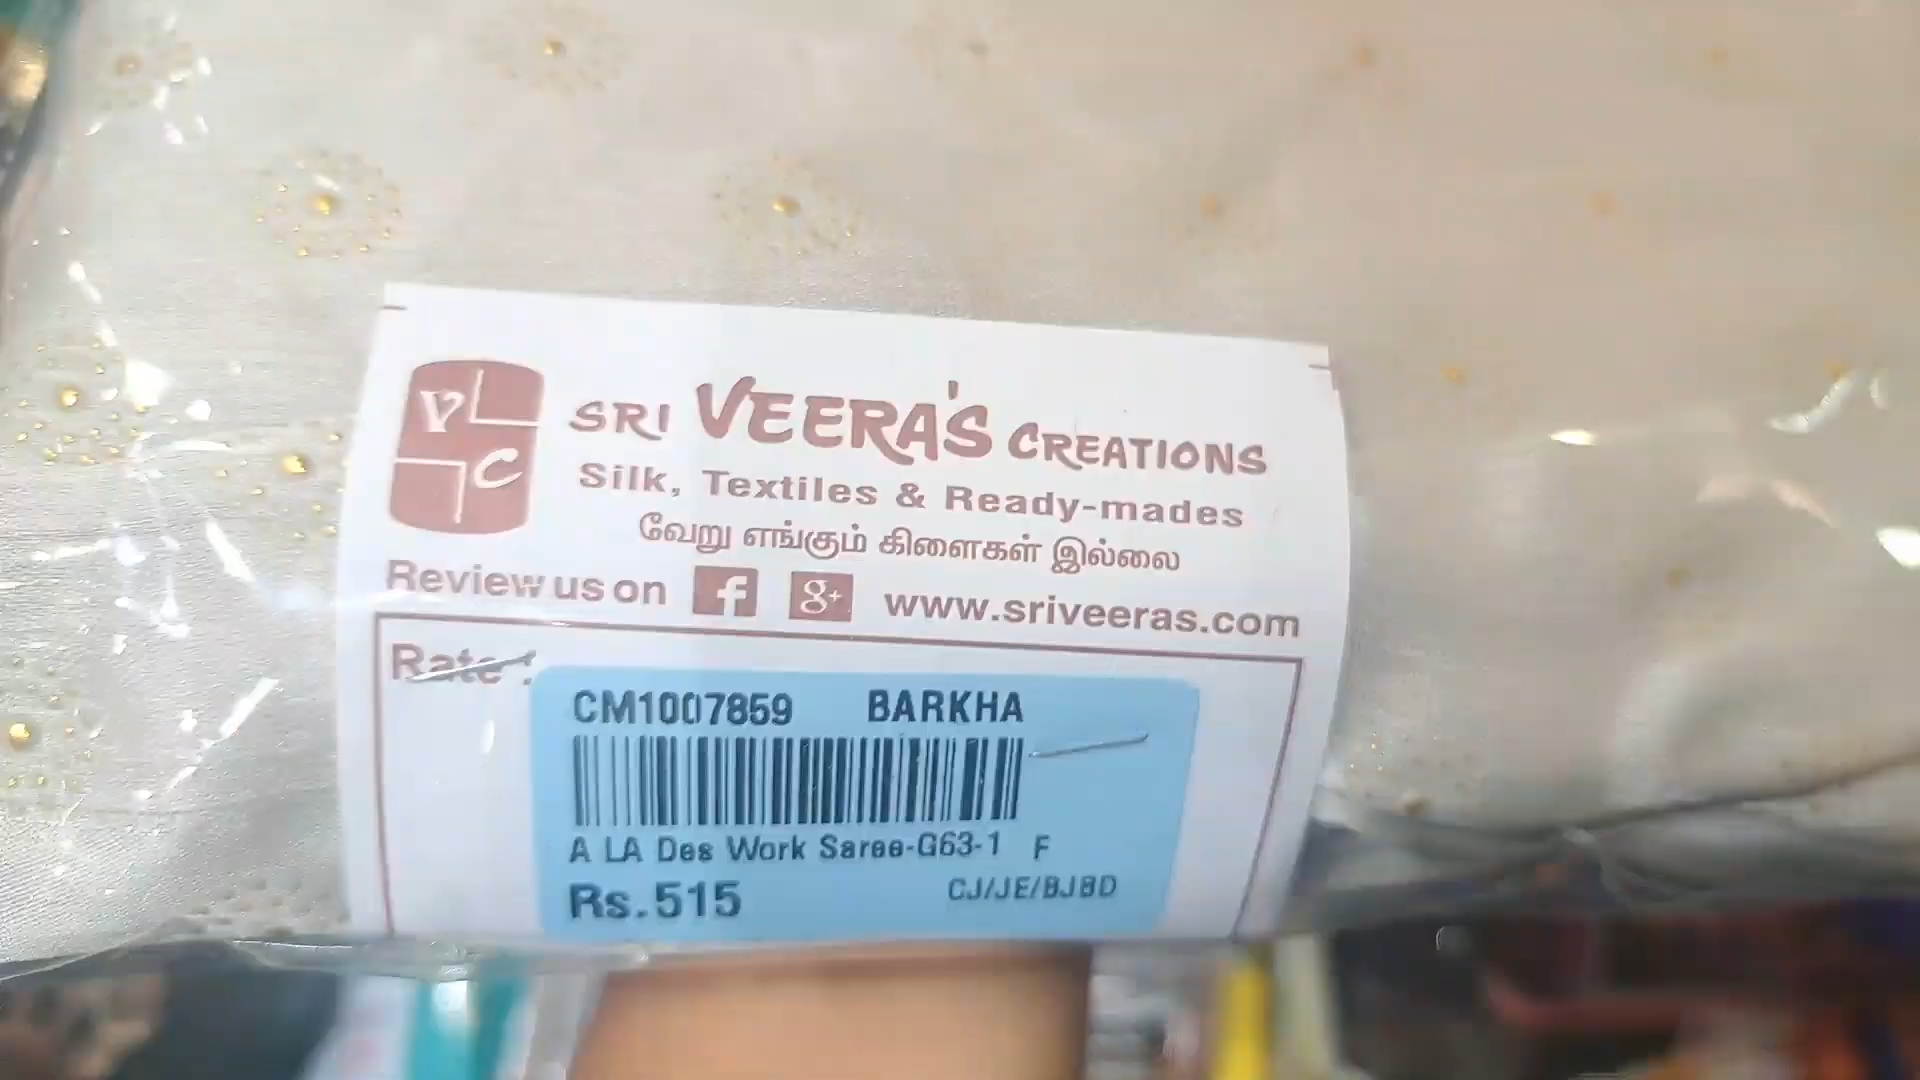 V
C
SRI VEERA'S CREATIONS
Silk, Textiles & Ready-mades
வேறு எங்கும் கிளைகள் இல்லை
Review us on f g+ www.sriveeras.com
Rate :
CM1007859 BARKHA
A LA Des Work Saree-G63-1 F
Rs.515 CJ/JE/BJBD